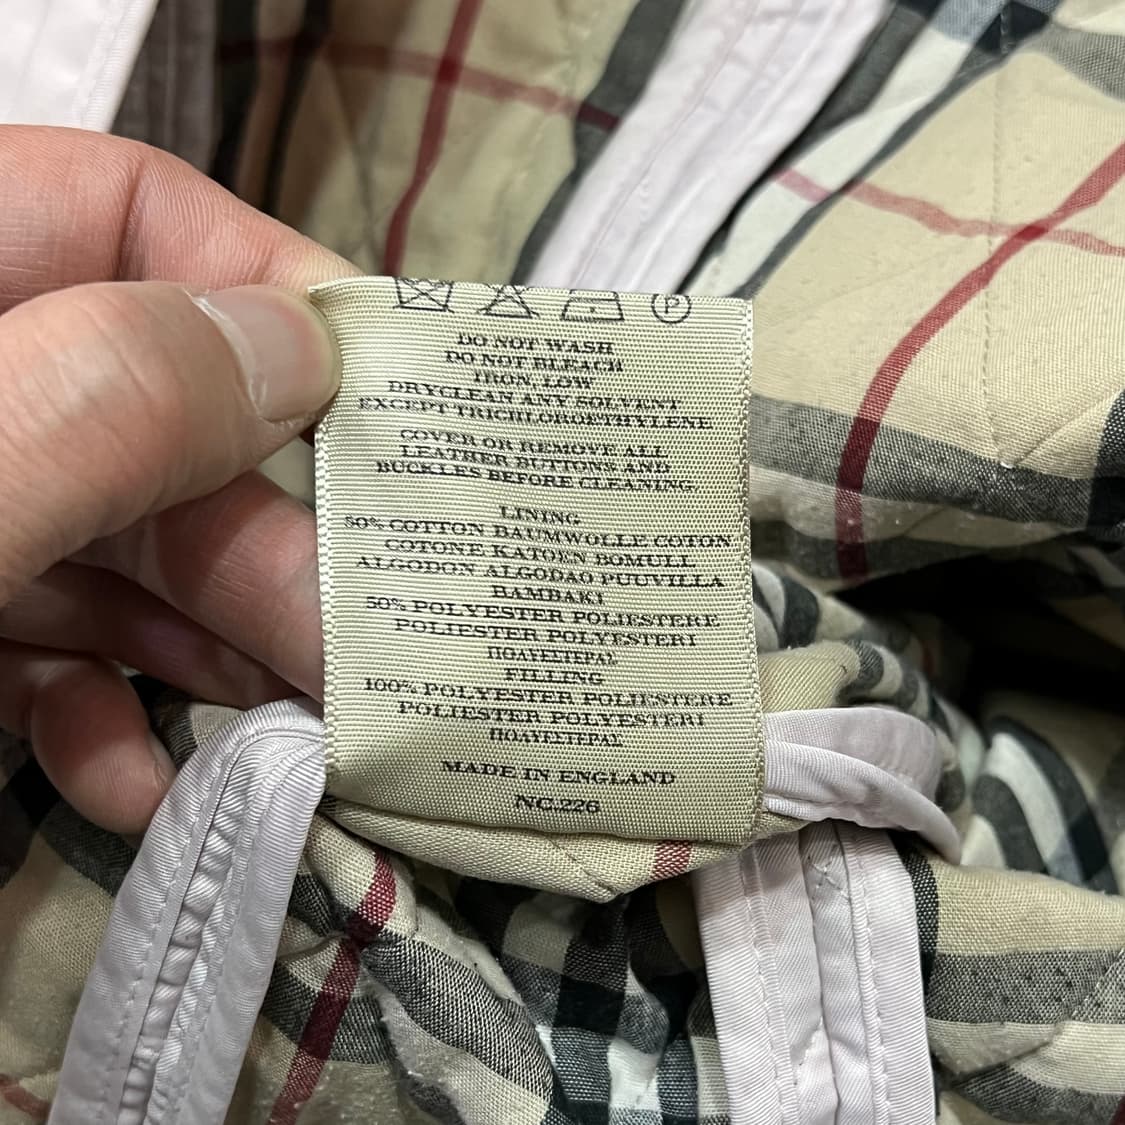 P
DO NOT WASH
DO NOT BLEACH
IRON, LOW
DRYCLEAN ANY SOLVENT
EXCEPT TRICHLOROETHYLENE
COVER OR REMOVE ALL
LEATHER BUTTONS AND
BUCKLES BEFORE CLEANING.
LINING
50% COTTON BAUMWOLLE COTON
COTONE KATOEN BOMULL
ALGODON ALGODAO PUUVILLA
BAMBAKI
50% POLYESTER POLIESTERE
POLIESTER POLYESTERI
ΠΟΛΥΕΣΤΕΡΑΣ
FILLING
100% POLYESTER POLIESTERE
POLIESTER POLYESTERI
ΠΟΛΥΕΣΤΕΡΑΣ
MADE IN ENGLAND
NC.226